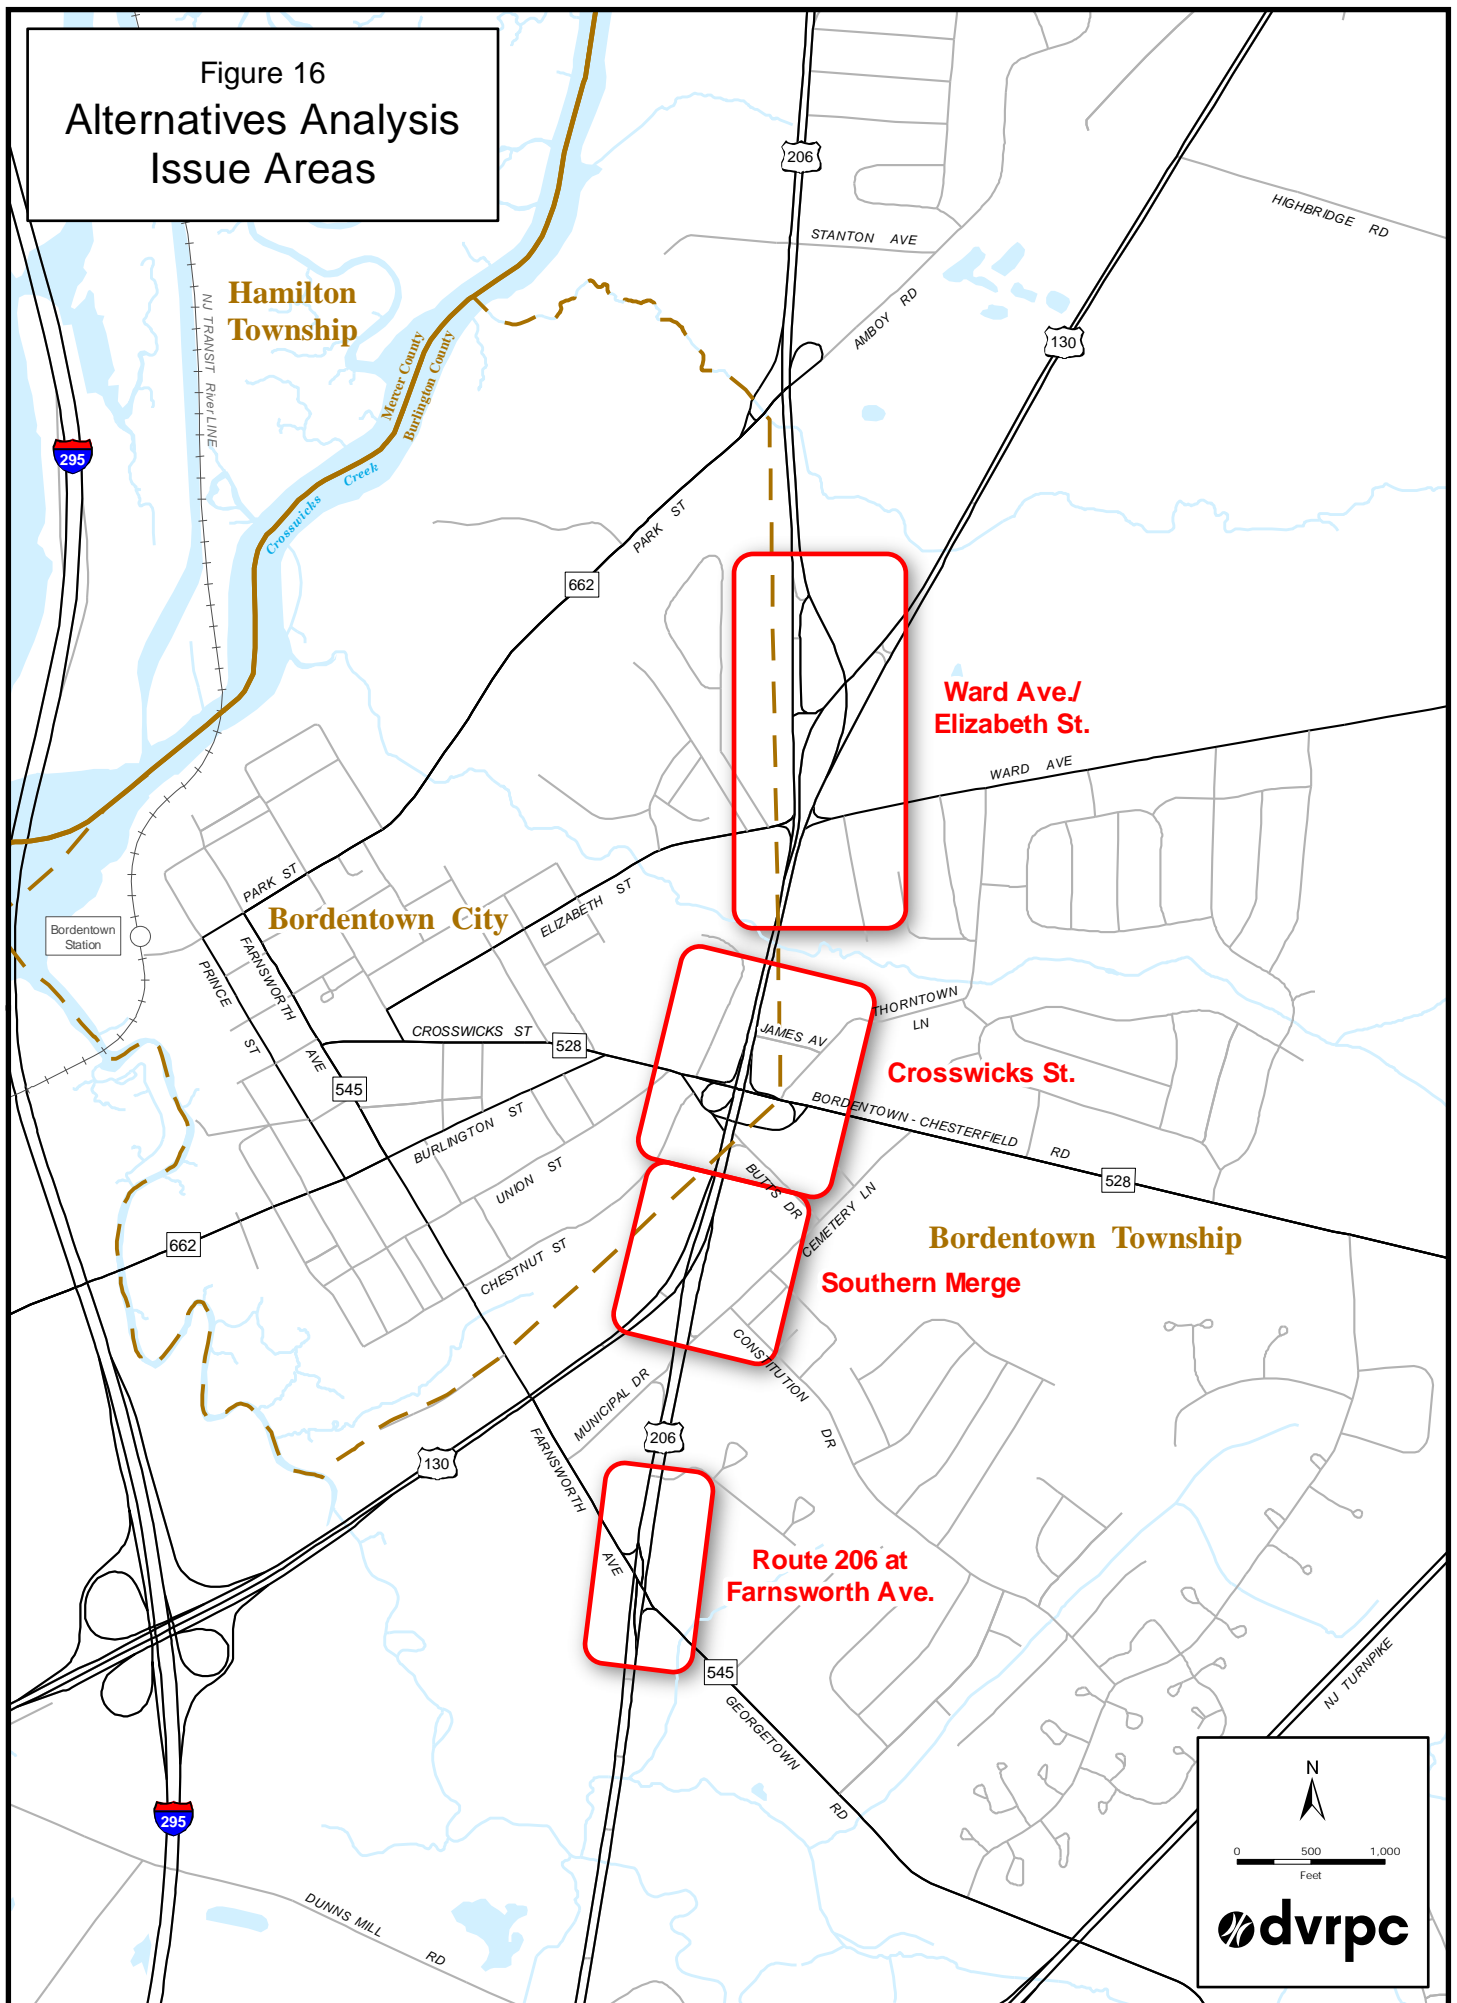 Figure 16
Alternatives Analysis
Issue Areas
206
HIGHBRIDGE RD
STANTON AVE
Hamilton
Township
NJ TRANSIT RiverLINE
AMBOY RD
130
Mercer County
Burlington County
295
Crosswicks Creek
PARK ST
662
Ward Ave./
Elizabeth St.
WARD AVE
PARK ST
ELIZABETH ST
Bordentown City
Bordentown
Station
FARNSWORTH AVE
PRINCE ST
THORNTOWN LN
CROSSWICKS ST
528
JAMES AV
Crosswicks St.
545
BORDENTOWN - CHESTERFIELD RD
BURLINGTON ST
UNION ST
BUTTS DR
528
CEMETERY LN
662
CHESTNUT ST
Bordentown Township
Southern Merge
CONSTITUTION DR
MUNICIPAL DR
206
130
FARNSWORTH AVE
Route 206 at
Farnsworth Ave.
545
GEORGETOWN RD
NJ TURNPIKE
295
DUNNS MILL RD
N
0 500 1,000
Feet
dvrpc